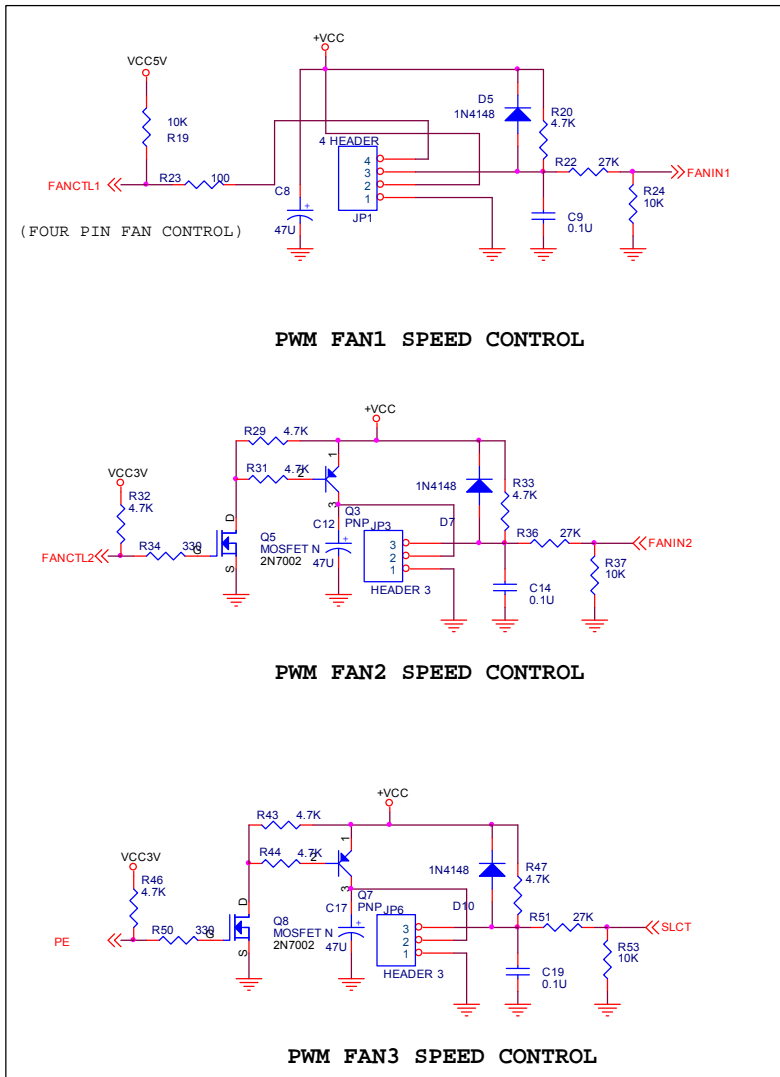 +VCC
VCC5V
D5
1N4148
R20
4.7K
10K
R19
4 HEADER
4
3
2
1
JP1
FANCTL1
R23
100
C8
47U
R22
27K
FANIN1
R24
10K
C9
0.1U
(FOUR PIN FAN CONTROL)
PWM FAN1 SPEED CONTROL
+VCC
R29
4.7K
R31
4.7K
1
2
3
VCC3V
R32
4.7K
1N4148
R33
4.7K
D
G
S
Q3
PNP
C12
47U
JP3
D7
Q5
MOSFET N
2N7002
3
2
1
HEADER 3
FANCTL2
R34
330
R36
27K
FANIN2
R37
10K
C14
0.1U
PWM FAN2 SPEED CONTROL
+VCC
R43
4.7K
R44
4.7K
1
2
3
VCC3V
R46
4.7K
1N4148
R47
4.7K
D
G
S
Q7
PNP
C17
47U
JP6
D10
Q8
MOSFET N
2N7002
3
2
1
HEADER 3
PE
R50
330
R51
27K
SLCT
R53
10K
C19
0.1U
PWM FAN3 SPEED CONTROL